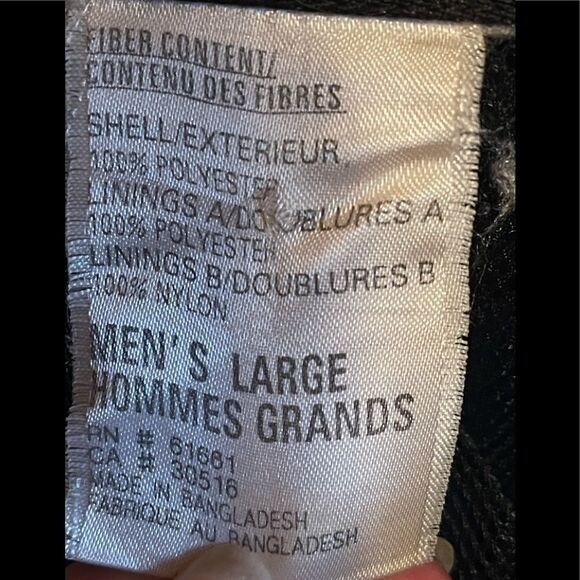 FIBER CONTENT/
CONTENU DES FIBRES
SHELL/EXTERIEUR
100% POLYESTER
LININGS A/DOUBLURES A
100% POLYESTER
LININGS B/DOUBLURES B
100% NYLON
MEN'S LARGE
HOMMES GRANDS
RN # 61661
CA # 30516
MADE IN BANGLADESH
FABRIQUE AU BANGLADESH